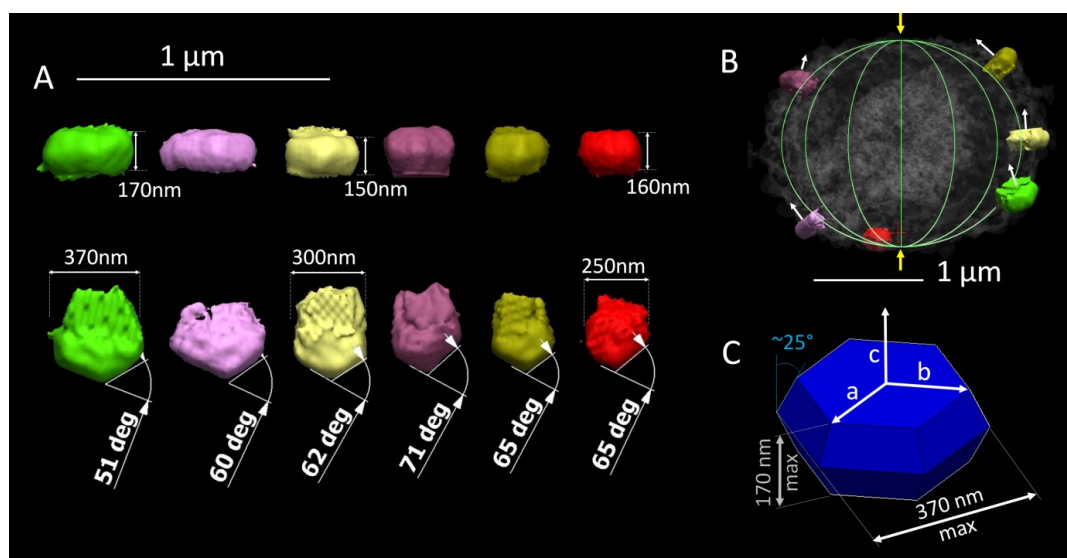 A
1 µm
170nm
150nm
160nm
370nm
300nm
250nm
51 deg
60 deg
62 deg
71 deg
65 deg
65 deg
B
1 µm
C
~25°
c
b
a
170 nm
max
370 nm
max